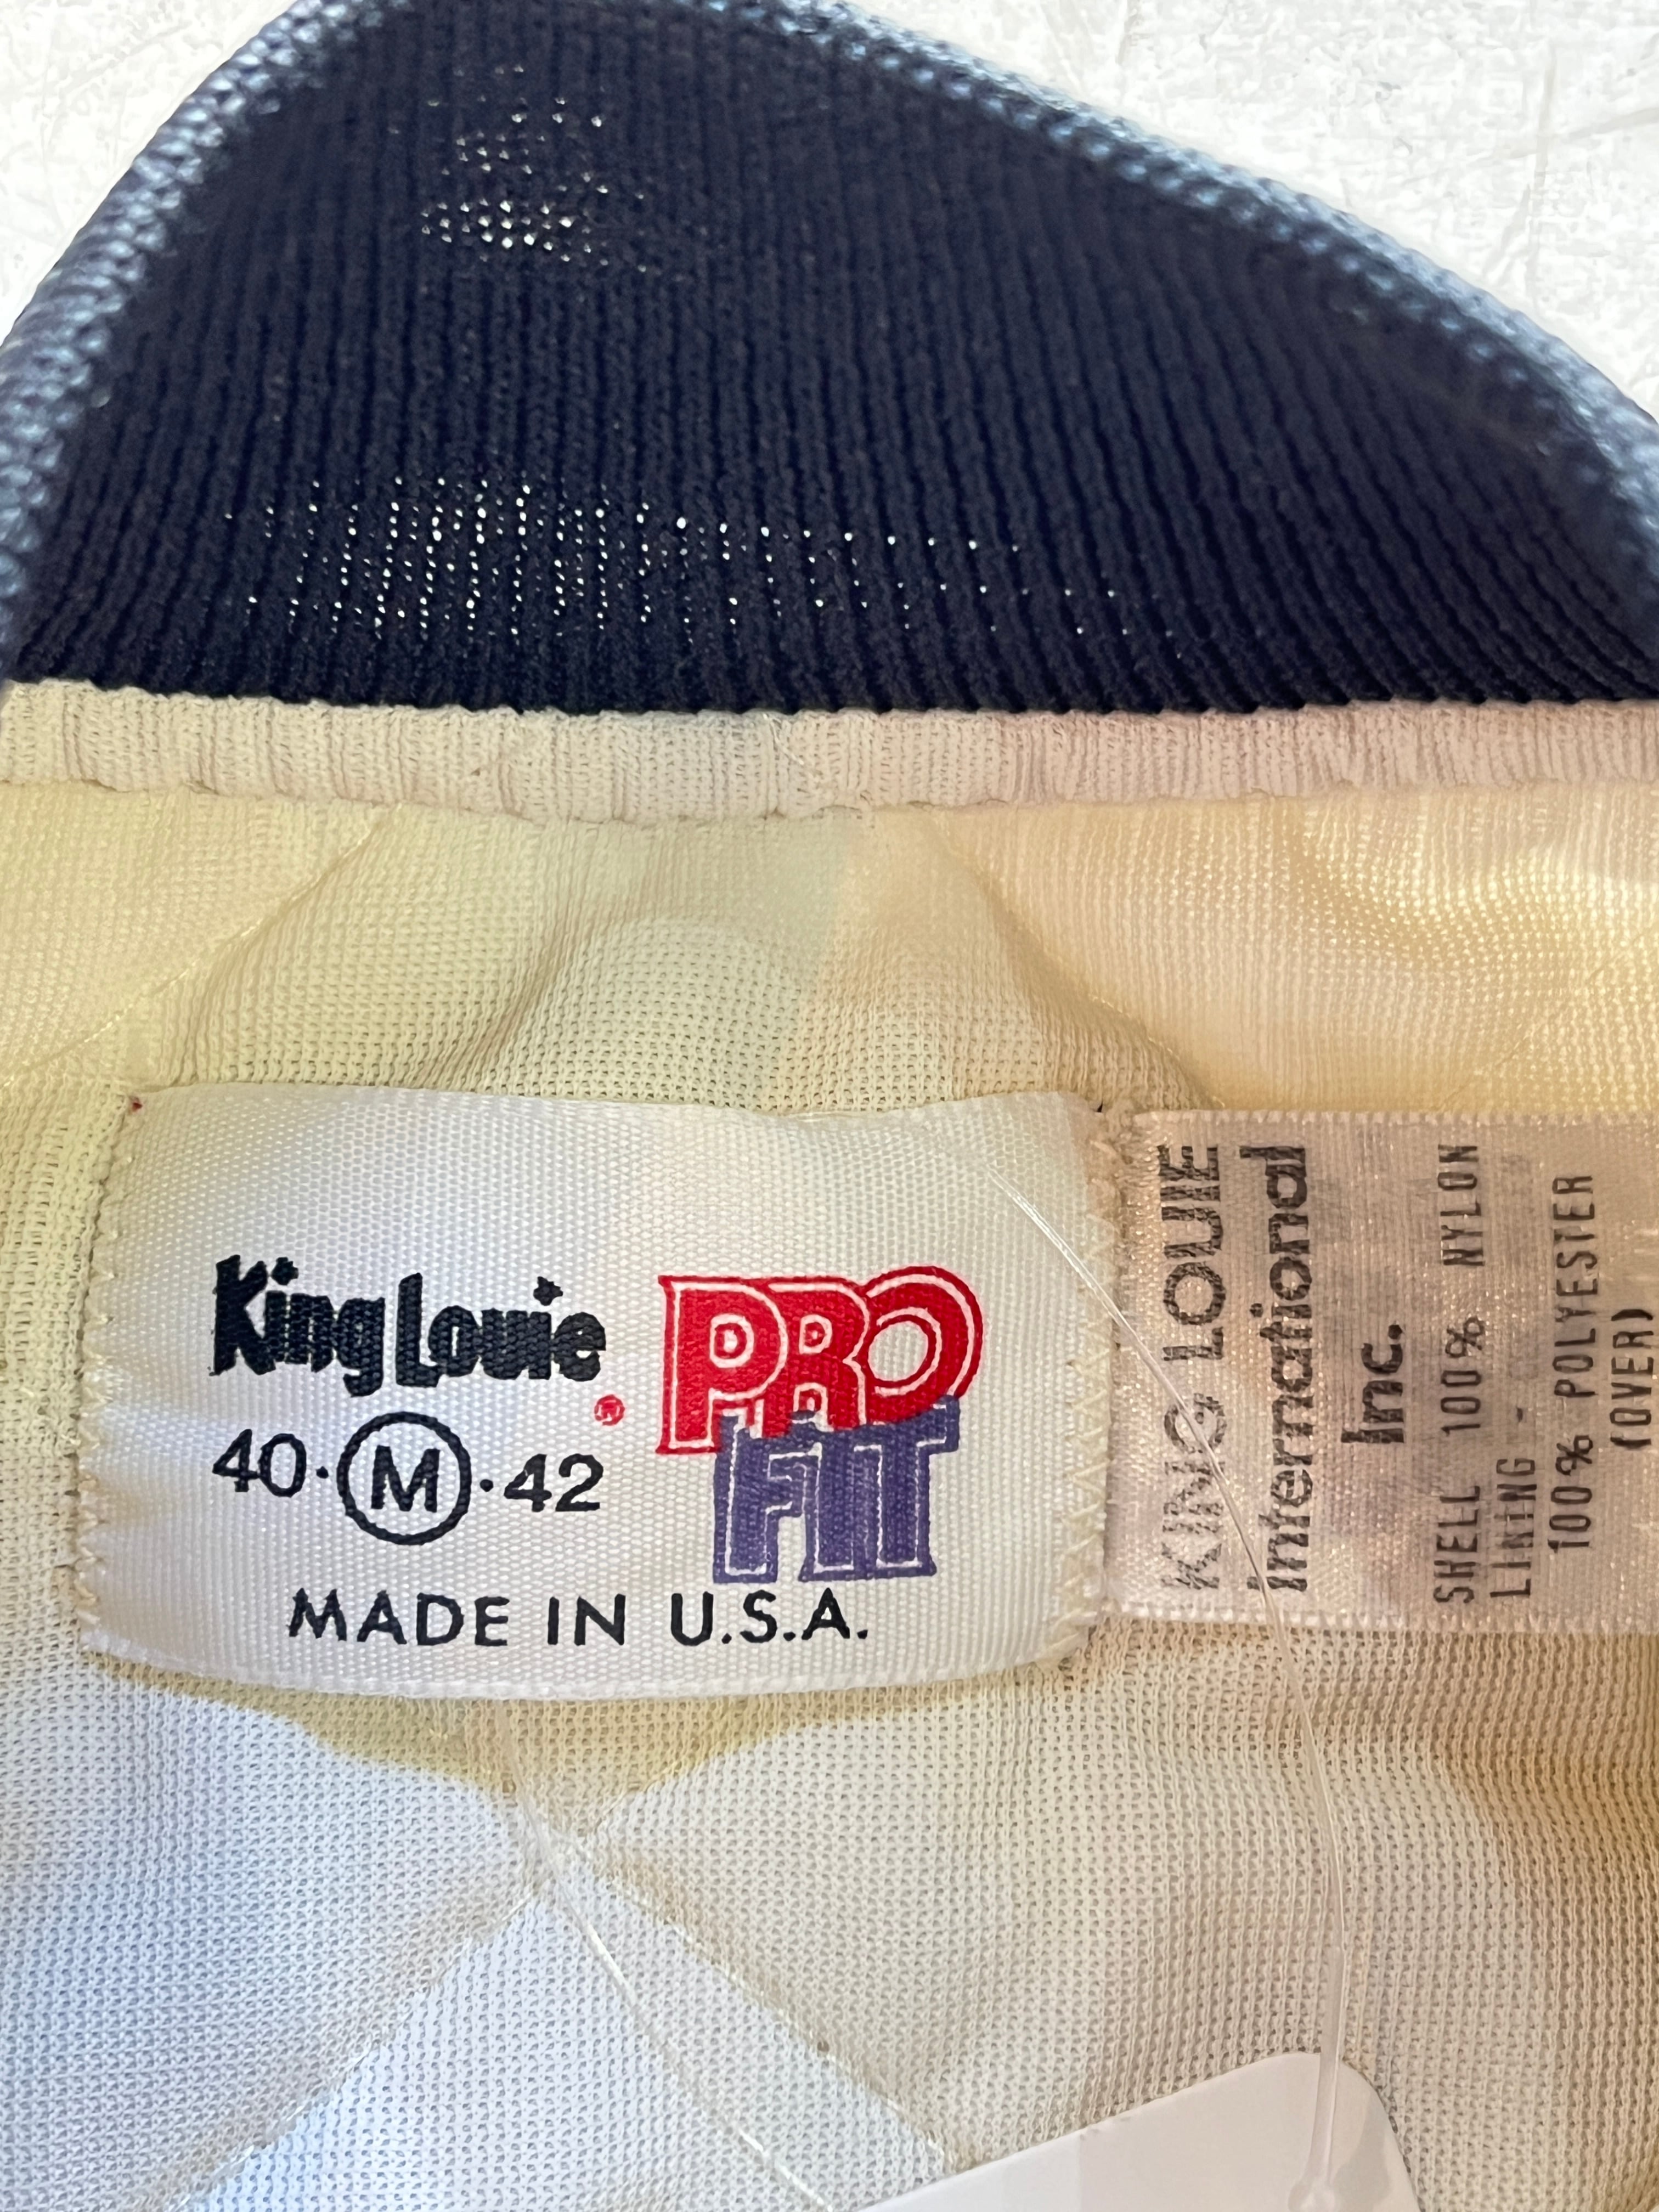 King Louie
®
PRO
FIT
40·M·42
MADE IN U.S.A.
KING LOUIE
International
Inc.
SHELL 100% NYLON
LINING -
100% POLYESTER
(OVER)